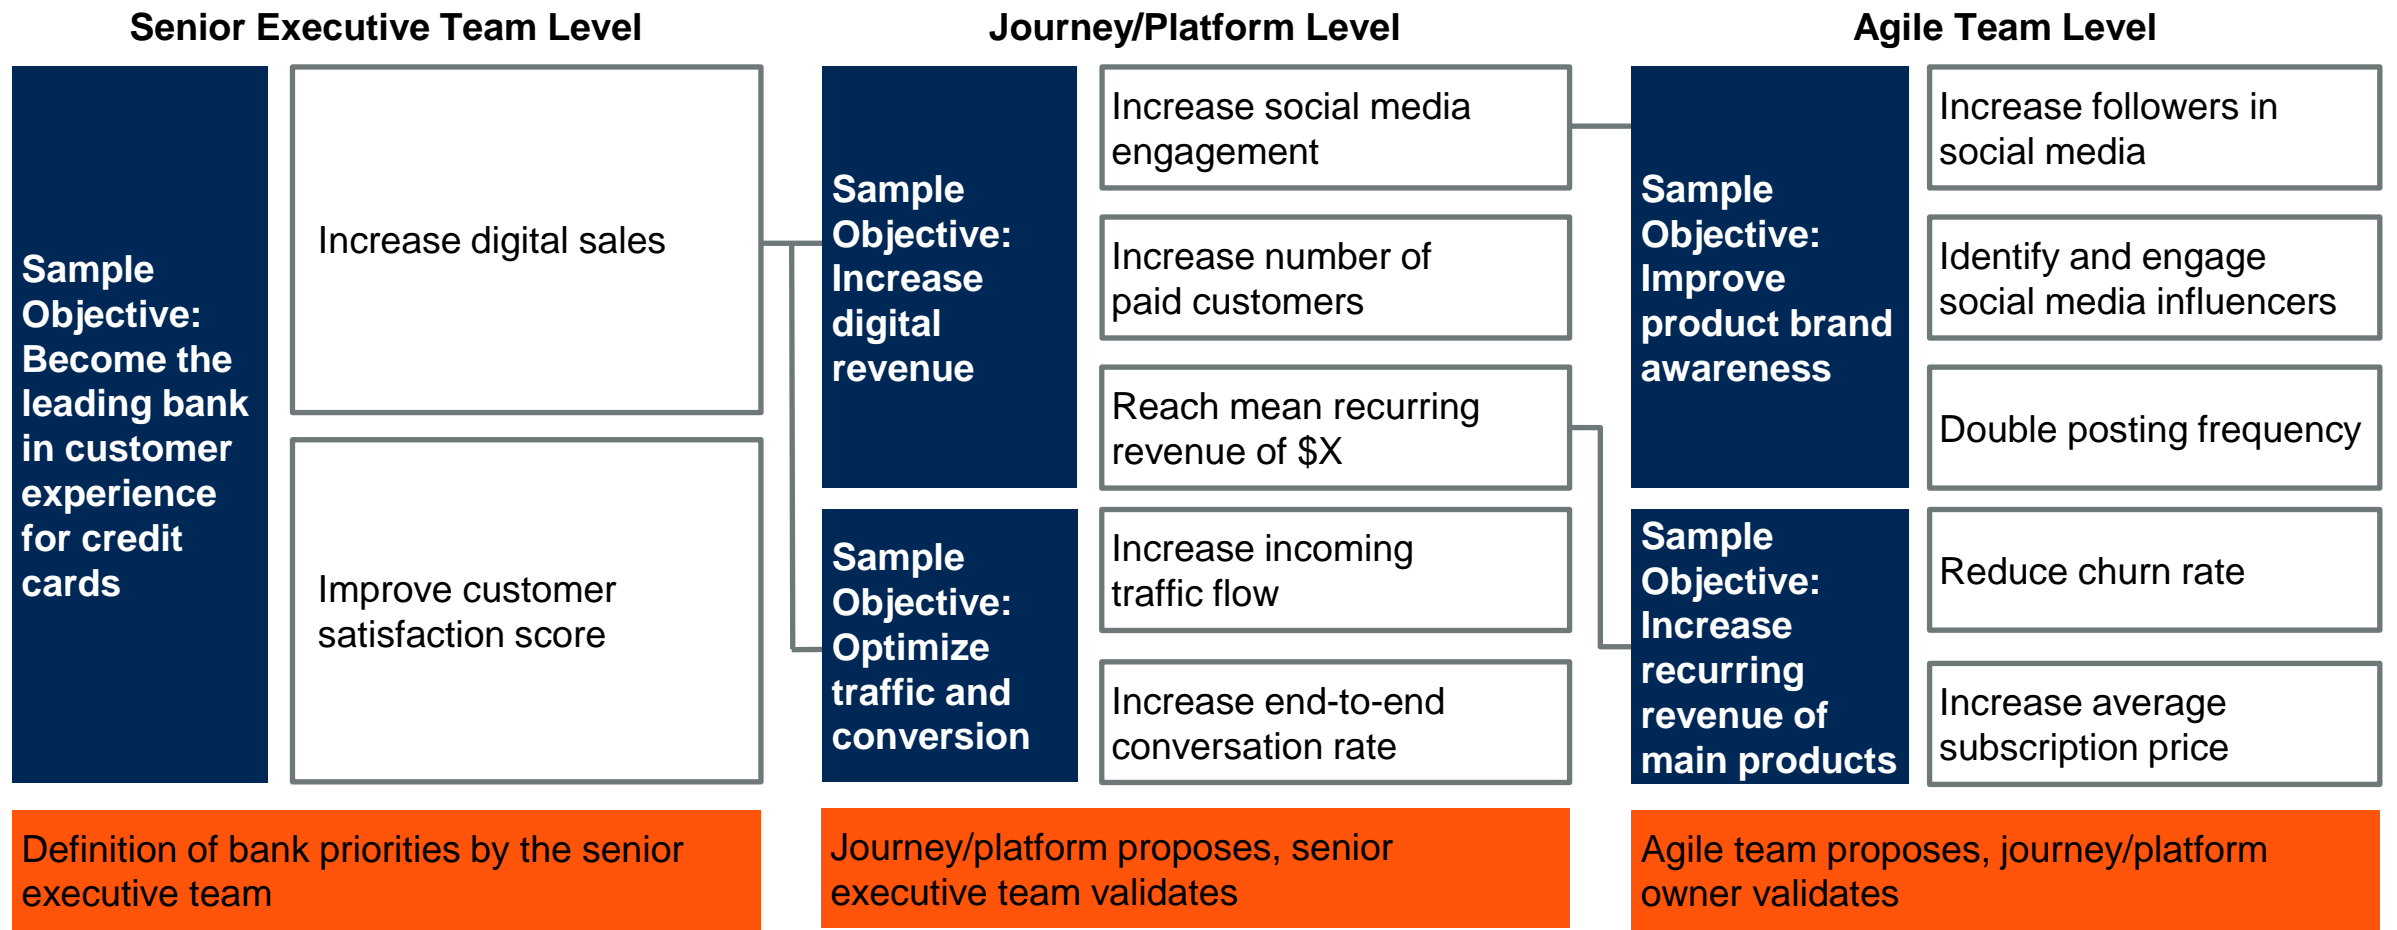 Senior Executive Team Level
Sample
Objective:
Become the
leading bank
in customer
experience
for credit
cards
Increase digital sales
Improve customer
satisfaction score
Definition of bank priorities by the senior
executive team
Journey/Platform Level
Sample
Objective:
Increase
digital
revenue
Increase social media
engagement
Increase number of
paid customers
Reach mean recurring
revenue of $X
Sample
Objective:
Optimize
traffic and
conversion
Increase incoming
traffic flow
Increase end-to-end
conversation rate
Journey/platform proposes, senior
executive team validates
Agile Team Level
Sample
Objective:
Improve
product brand
awareness
Increase followers in
social media
Identify and engage
social media influencers
Double posting frequency
Sample
Objective:
Increase
recurring
revenue of
main products
Reduce churn rate
Increase average
subscription price
Agile team proposes, journey/platform
owner validates